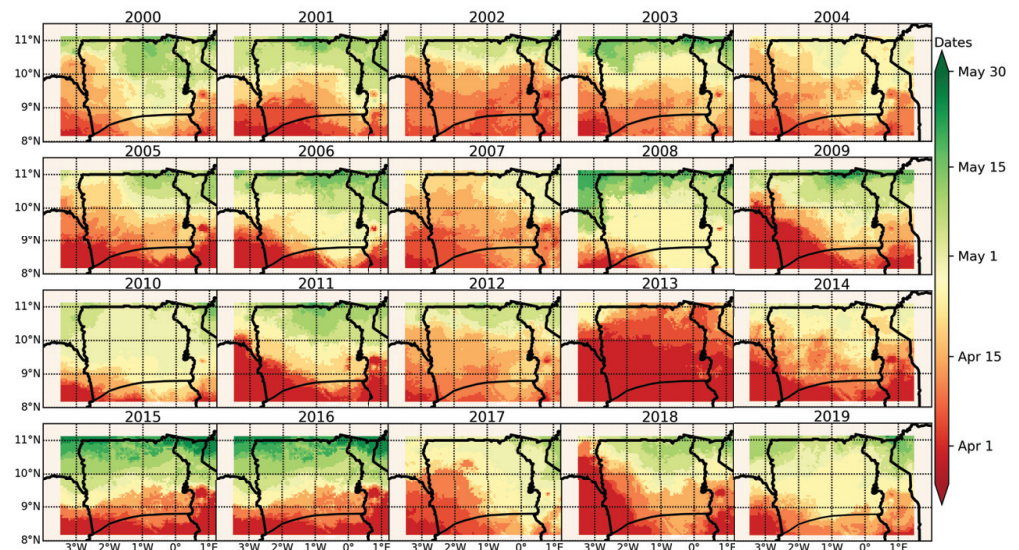 2000 2001 2002 2003 2004
11°N
10°N
9°N
8°N
2005 2006 2007 2008 2009
11°N
10°N
9°N
8°N
2010 2011 2012 2013 2014
11°N
10°N
9°N
8°N
2015 2016 2017 2018 2019
11°N
10°N
9°N
8°N
3°W 2°W 1°W 0° 1°E 3°W 2°W 1°W 0° 1°E 3°W 2°W 1°W 0° 1°E 3°W 2°W 1°W 0° 1°E 3°W 2°W 1°W 0° 1°E
Dates
May 30
May 15
May 1
Apr 15
Apr 1